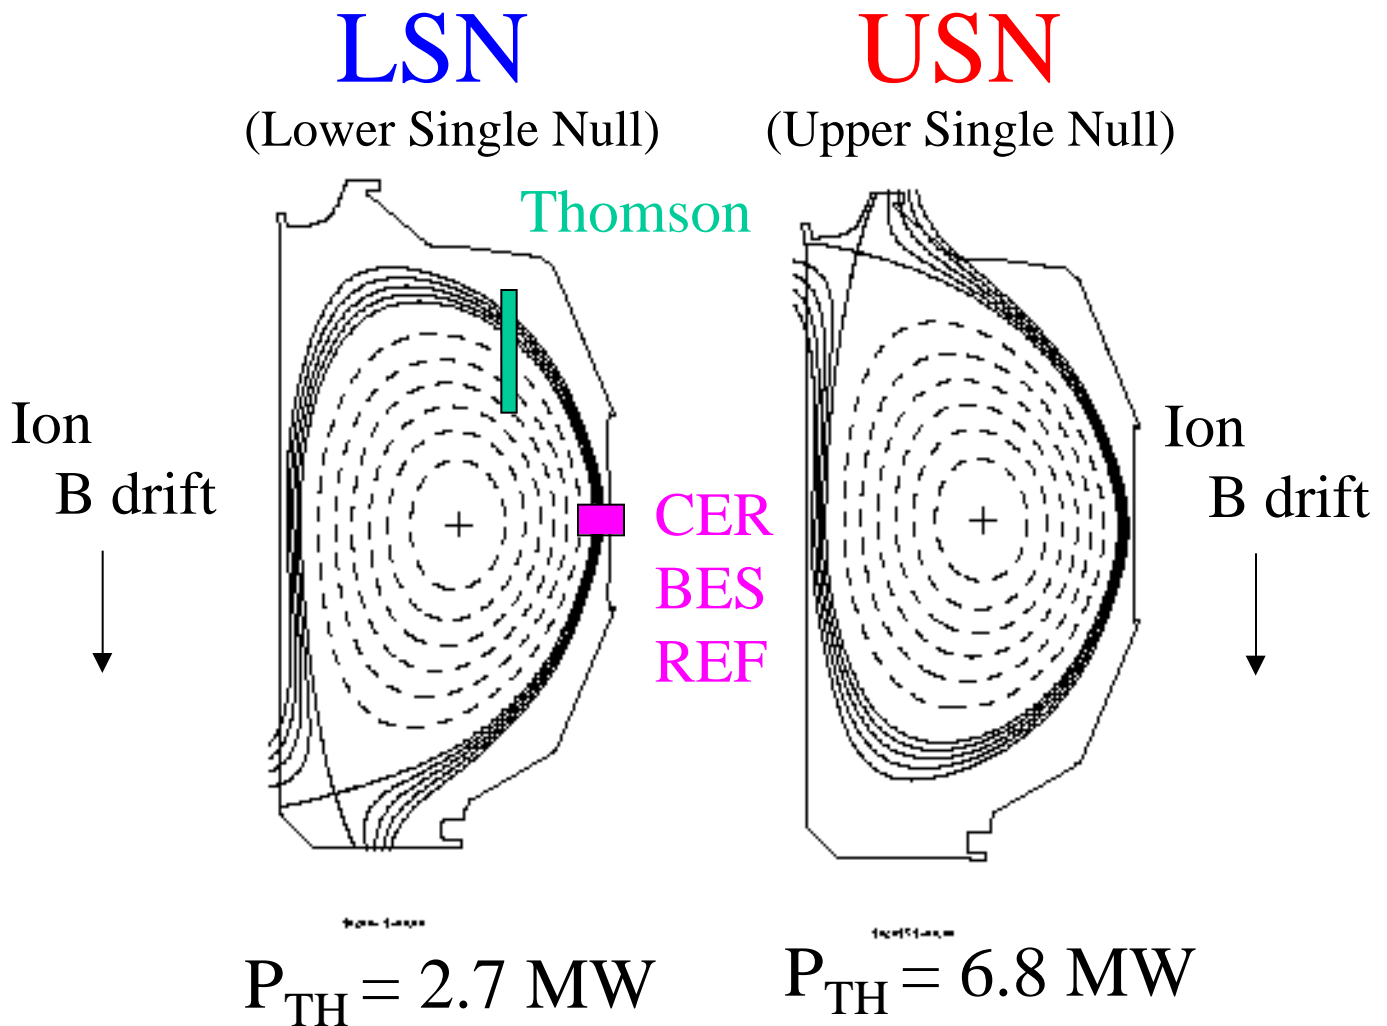 LSN
(Lower Single Null)
USN
(Upper Single Null)
Thomson
Ion
B drift
CER
BES
REF
Ion
B drift
P_TH = 2.7 MW
P_TH = 6.8 MW